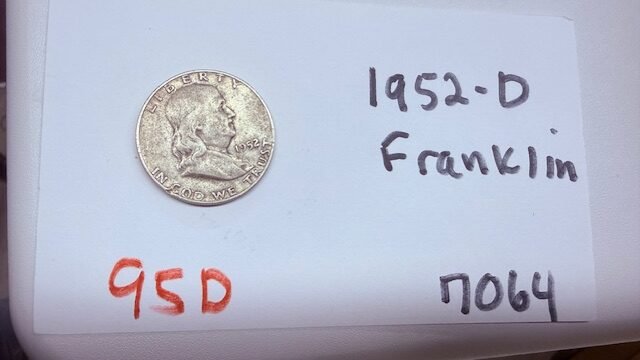 LIBERTY
1952
IN GOD WE TRUST
1952-D
Franklin
95D
7064